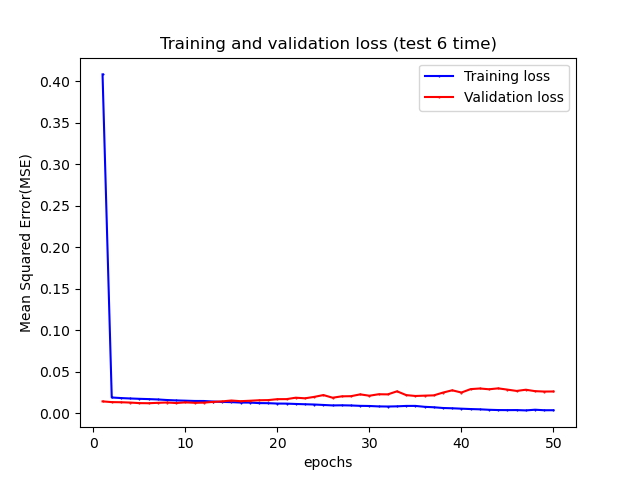 Training and validation loss (test 6 time)
Training loss
Validation loss
Mean Squared Error(MSE)
0.40
0.35
0.30
0.25
0.20
0.15
0.10
0.05
0.00
0 10 20 30 40 50
epochs